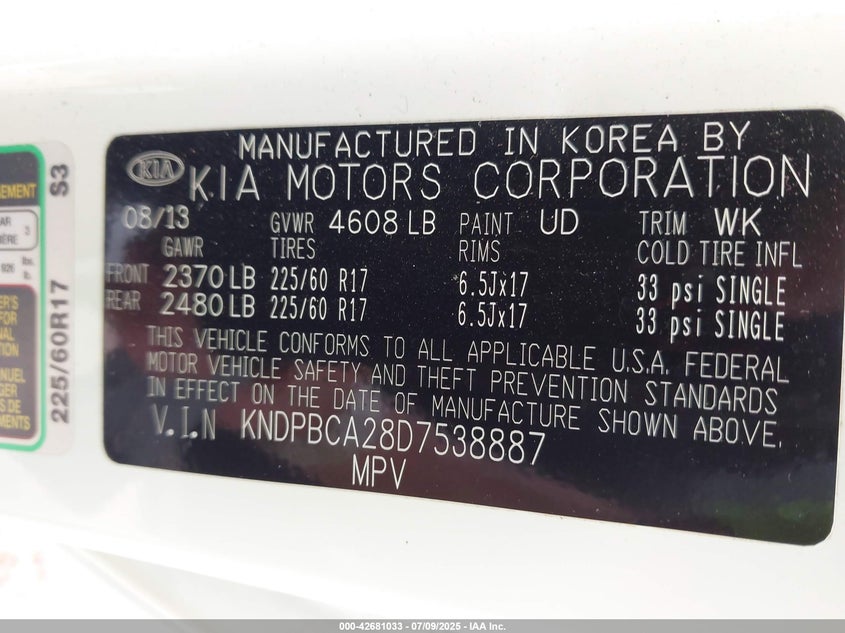 MANUFACTURED IN KOREA BY
KIA KIA MOTORS CORPORATION
08/13 GVWR 4608 LB PAINT UD TRIM WK
GAWR TIRES RIMS COLD TIRE INFL
FRONT 2370 LB 225/60 R17 6.5Jx17 33 psi SINGLE
REAR 2480 LB 225/60 R17 6.5Jx17 33 psi SINGLE
THIS VEHICLE CONFORMS TO ALL APPLICABLE U.S.A. FEDERAL
MOTOR VEHICLE SAFETY AND THEFT PREVENTION STANDARDS
IN EFFECT ON THE DATE OF MANUFACTURE SHOWN ABOVE.
V.I.N KNDPBCA28D7538887
MPV
225/60R17 S3
3
lbs.
lb.
000-42681033 - 07/09/2025 - IAA Inc.